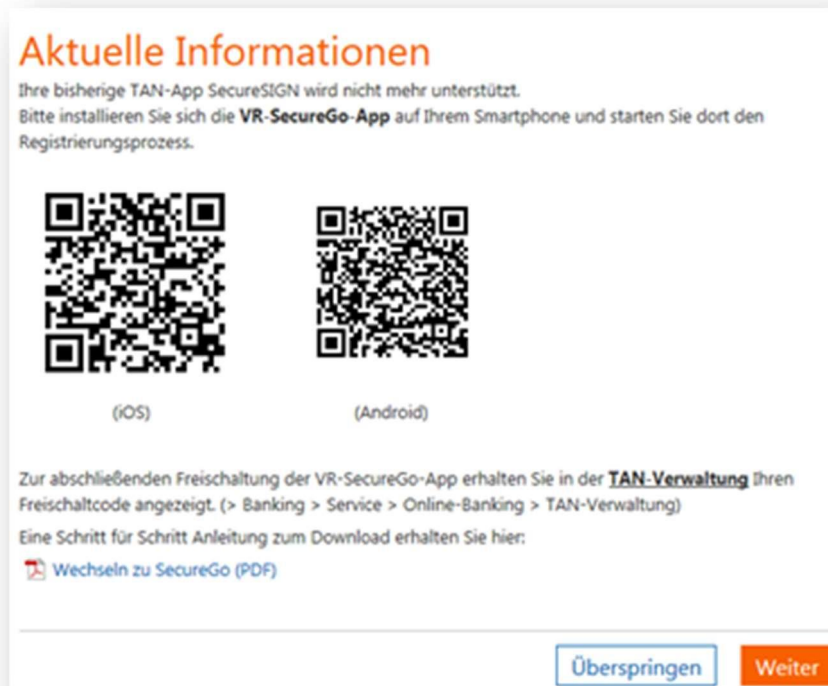 Aktuelle Informationen
Ihre bisherige TAN-App SecureSIGN wird nicht mehr unterstützt.
Bitte installieren Sie sich die VR-SecureGo-App auf Ihrem Smartphone und starten Sie dort den
Registrierungsprozess.
(iOS) (Android)
Zur abschließenden Freischaltung der VR-SecureGo-App erhalten Sie in der TAN-Verwaltung Ihren
Freischaltcode angezeigt. (> Banking > Service > Online-Banking > TAN-Verwaltung)
Eine Schritt für Schritt Anleitung zum Download erhalten Sie hier:
Wechseln zu SecureGo (PDF)
Überspringen Weiter